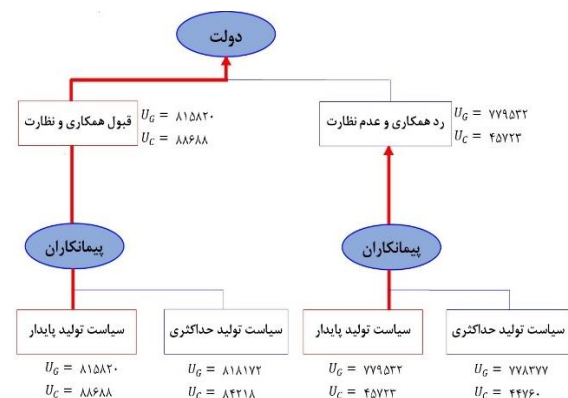 دولت
قبول همکاری و نظارت
U_G = ۸۱۵۸۲۰
U_C = ۸۸۶۸۸
رد همکاری و عدم نظارت
U_G = ۷۷۹۵۳۲
U_C = ۴۵۷۲۳
پیمانکاران
پیمانکاران
سیاست تولید پایدار
سیاست تولید حداکثری
سیاست تولید پایدار
سیاست تولید حداکثری
U_G = ۸۱۵۸۲۰
U_C = ۸۸۶۸۸
U_G = ۸۱۸۱۷۲
U_C = ۸۴۲۱۸
U_G = ۷۷۹۵۳۲
U_C = ۴۵۷۲۳
U_G = ۷۷۸۳۷۷
U_C = ۴۴۷۶۰